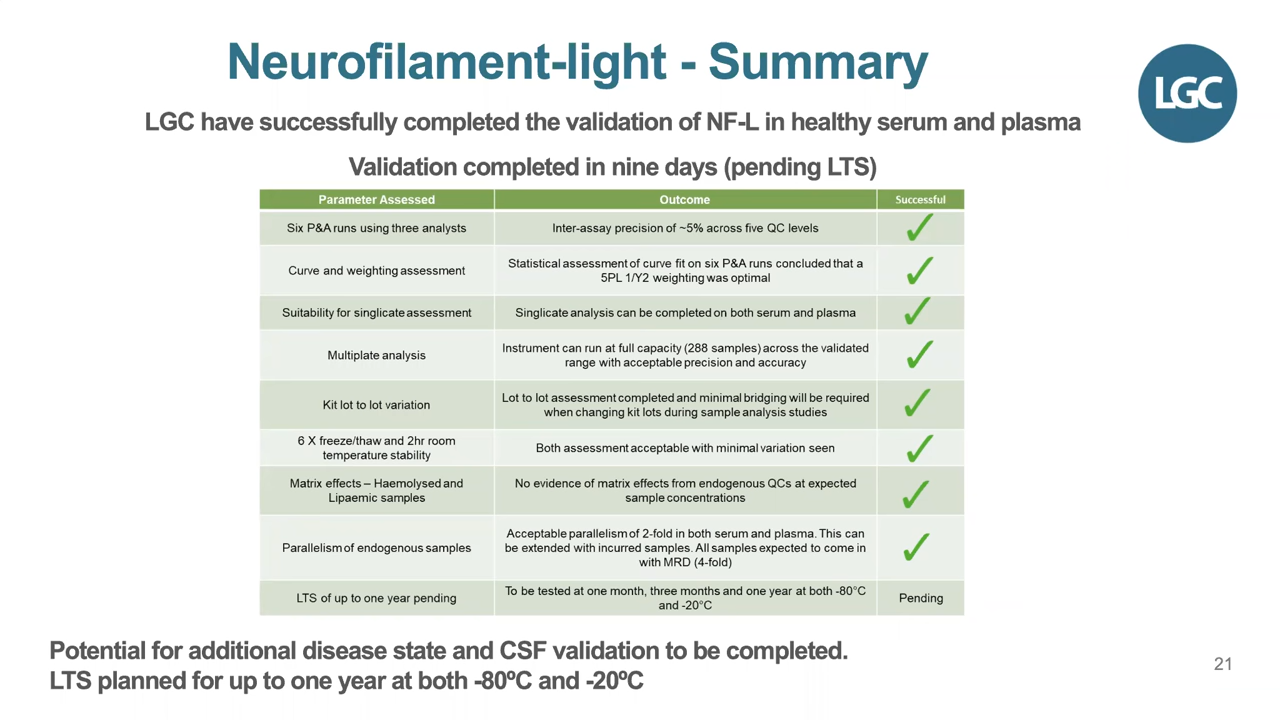 Neurofilament-light - Summary
LGC
LGC have successfully completed the validation of NF-L in healthy serum and plasma
Validation completed in nine days (pending LTS)
Parameter Assessed
Outcome
Successful
Six P&A runs using three analysts
Inter-assay precision of ~5% across five QC levels
Curve and weighting assessment
Statistical assessment of curve fit on six P&A runs concluded that a
5PL 1/Y2 weighting was optimal
Suitability for singlicate assessment
Singlicate analysis can be completed on both serum and plasma
Multiplate analysis
Instrument can run at full capacity (288 samples) across the validated
range with acceptable precision and accuracy
Kit lot to lot variation
Lot to lot assessment completed and minimal bridging will be required
when changing kit lots during sample analysis studies
6 X freeze/thaw and 2hr room
temperature stability
Both assessment acceptable with minimal variation seen
Matrix effects – Haemolysed and
Lipaemic samples
No evidence of matrix effects from endogenous QCs at expected
sample concentrations
Parallelism of endogenous samples
Acceptable parallelism of 2-fold in both serum and plasma. This can
be extended with incurred samples. All samples expected to come in
with MRD (4-fold)
LTS of up to one year pending
To be tested at one month, three months and one year at both -80°C
and -20°C
Pending
Potential for additional disease state and CSF validation to be completed.
LTS planned for up to one year at both -80ºC and -20ºC
21